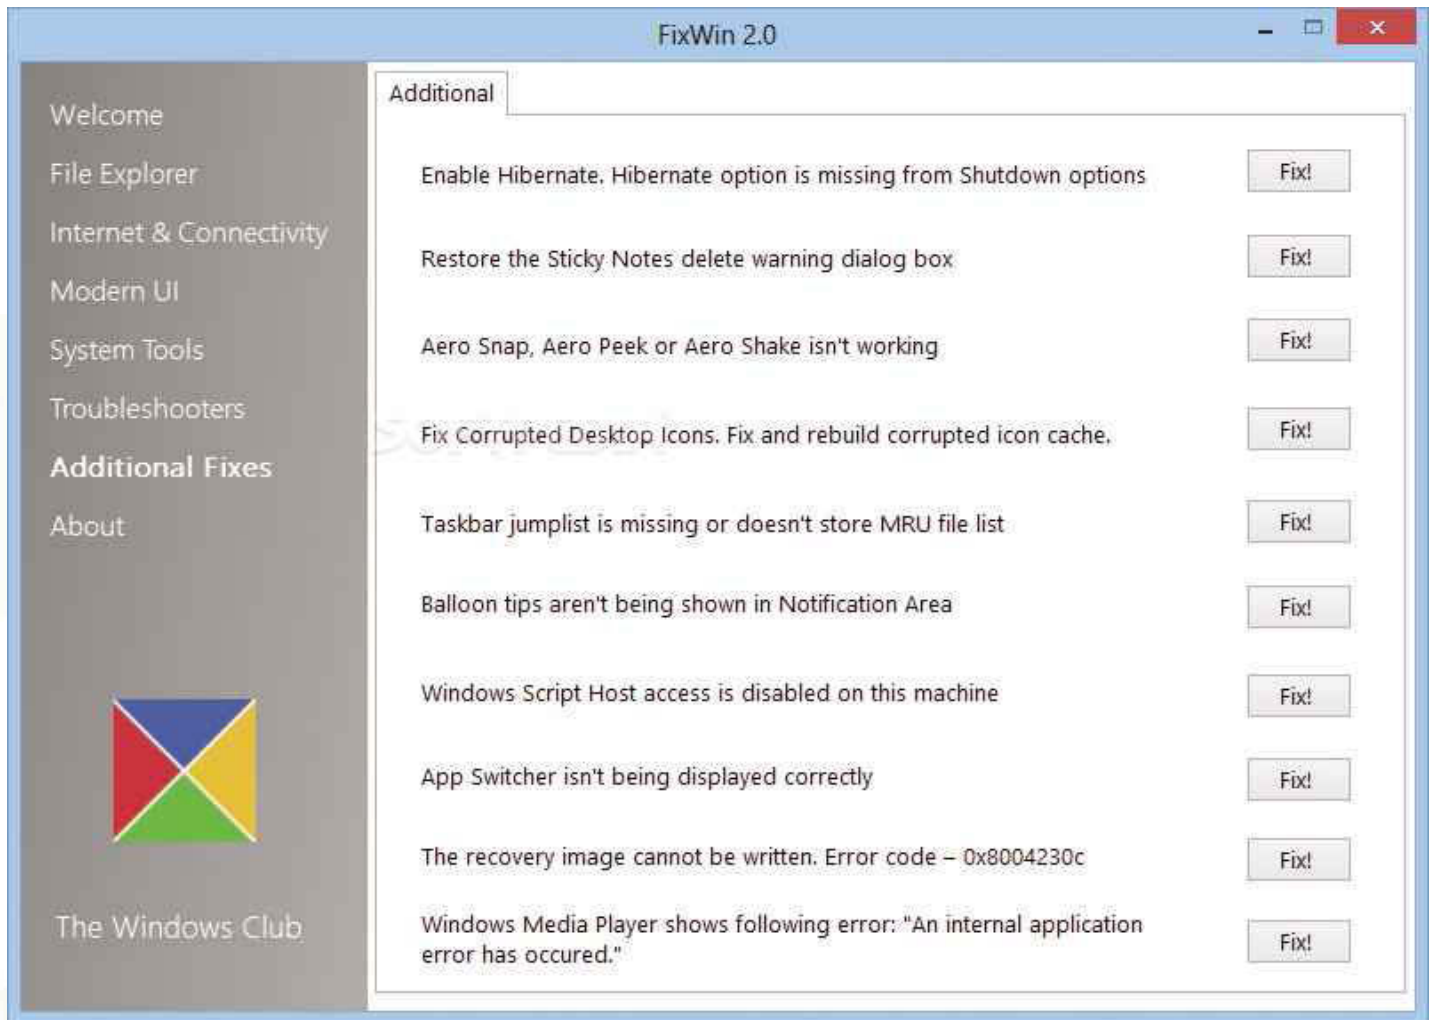 FixWin 2.0
Welcome
File Explorer
Internet & Connectivity
Modern UI
System Tools
Troubleshooters
Additional Fixes
About
The Windows Club
Additional
Enable Hibernate. Hibernate option is missing from Shutdown options
Fix!
Restore the Sticky Notes delete warning dialog box
Fix!
Aero Snap, Aero Peek or Aero Shake isn't working
Fix!
Fix Corrupted Desktop Icons. Fix and rebuild corrupted icon cache.
Fix!
Taskbar jumplist is missing or doesn't store MRU file list
Fix!
Balloon tips aren't being shown in Notification Area
Fix!
Windows Script Host access is disabled on this machine
Fix!
App Switcher isn't being displayed correctly
Fix!
The recovery image cannot be written. Error code – 0x8004230c
Fix!
Windows Media Player shows following error: "An internal application
error has occured."
Fix!